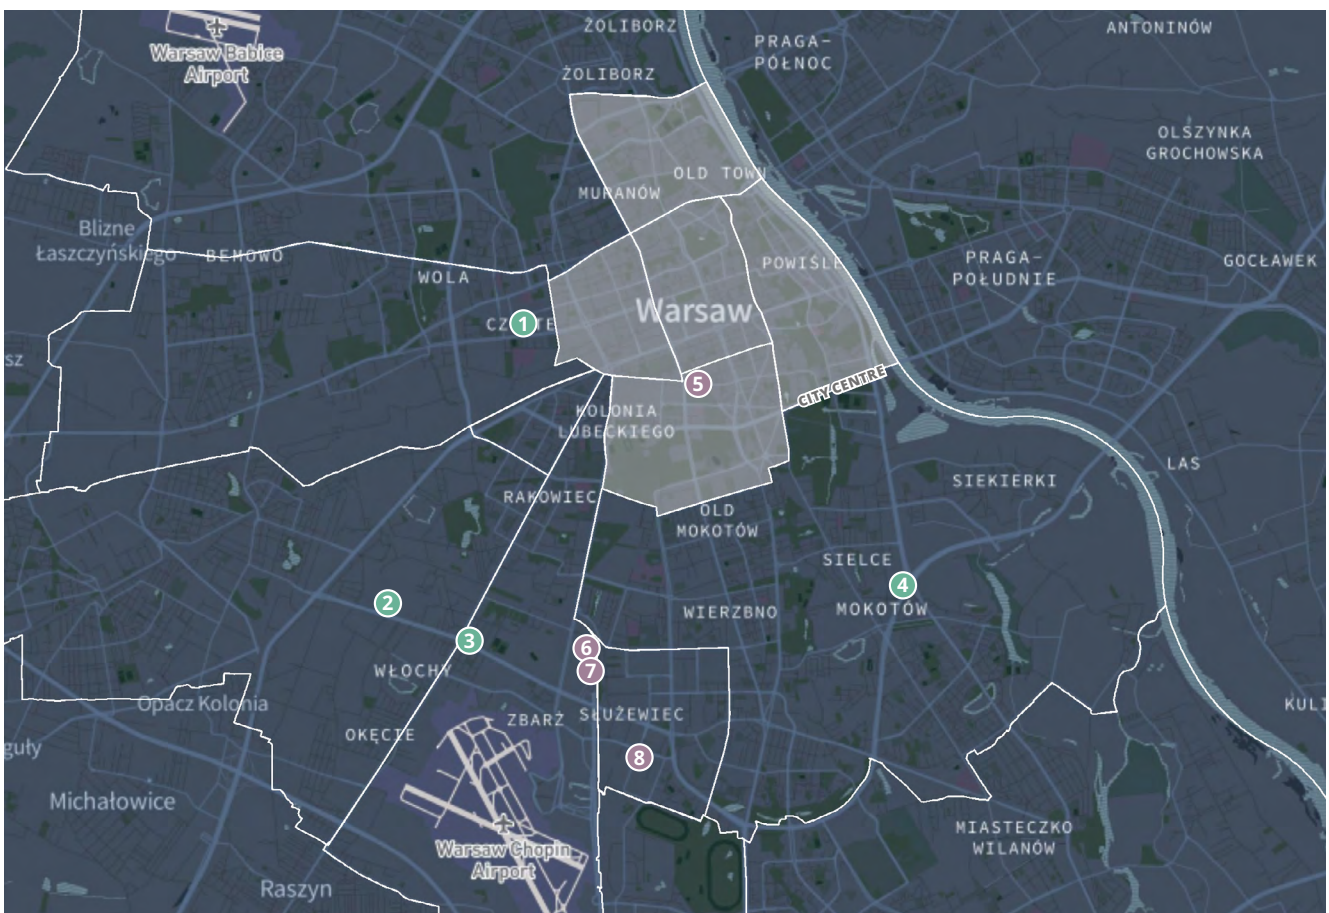 ŻOLIBORZ
ANTONINÓW
PRAGA-
PÓŁNOC
Warsaw Babice
Airport
ŻOLIBORZ
OLSZYNKA
GROCHOWSKA
OLD TOWN
MURANÓW
Blizne
Łaszczyńskiego
BEMOWO
WOLA
POWIŚLE
PRAGA-
POŁUDNIE
GOCŁAWEK
Warsaw
1
5
CITY CENTRE
KOLONIA
LUBECKIEGO
LAS
SIEKIERKI
RAKOWIEC
OLD
MOKOTÓW
SIELCE
4
MOKOTÓW
2
WIERZBNO
3
6
7
WŁOCHY
Opacz Kolonia
ZBARŻ
SŁUŻEWIEC
OKĘCIE
8
Michałowice
MIASTECZKO
WILANÓW
Warsaw Chopin
Airport
Raszyn